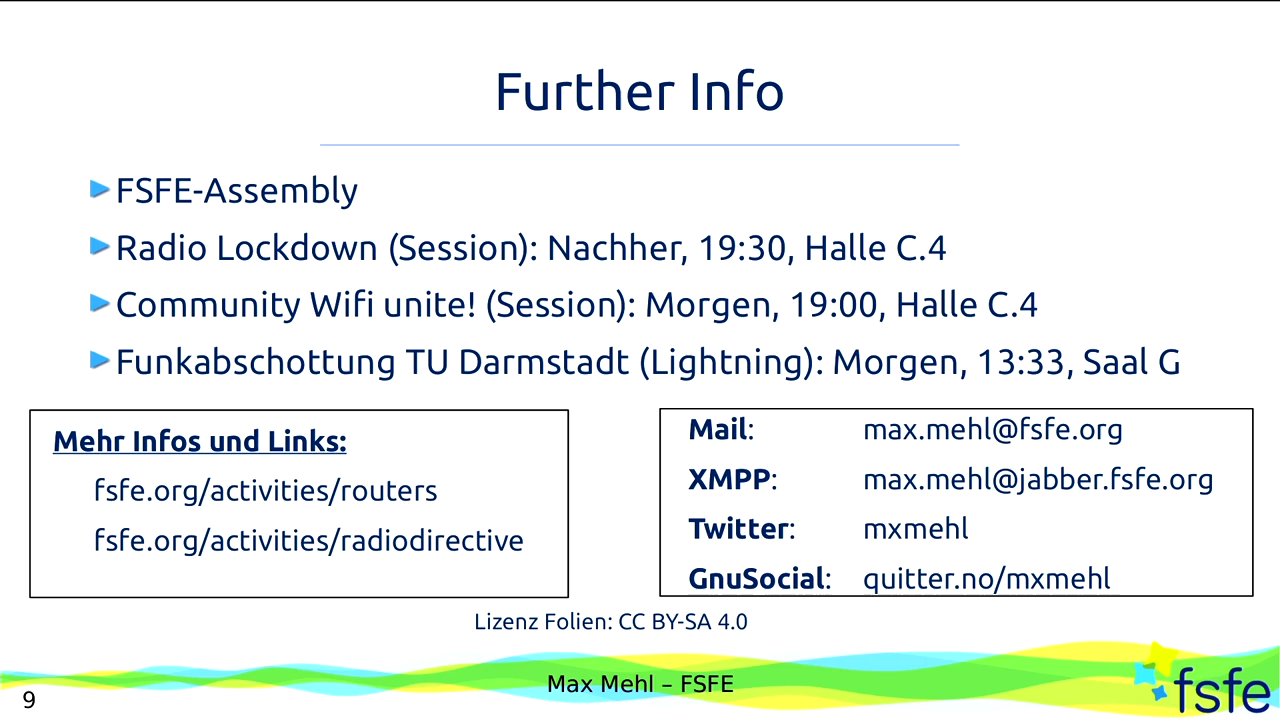 Further Info
FSFE-Assembly
Radio Lockdown (Session): Nachher, 19:30, Halle C.4
Community Wifi unite! (Session): Morgen, 19:00, Halle C.4
Funkabschottung TU Darmstadt (Lightning): Morgen, 13:33, Saal G
Mehr Infos und Links:
fsfe.org/activities/routers
fsfe.org/activities/radiodirective
Mail: max.mehl@fsfe.org
XMPP: max.mehl@jabber.fsfe.org
Twitter: mxmehl
GnuSocial: quitter.no/mxmehl
Lizenz Folien: CC BY-SA 4.0
Max Mehl – FSFE
9
fsfe